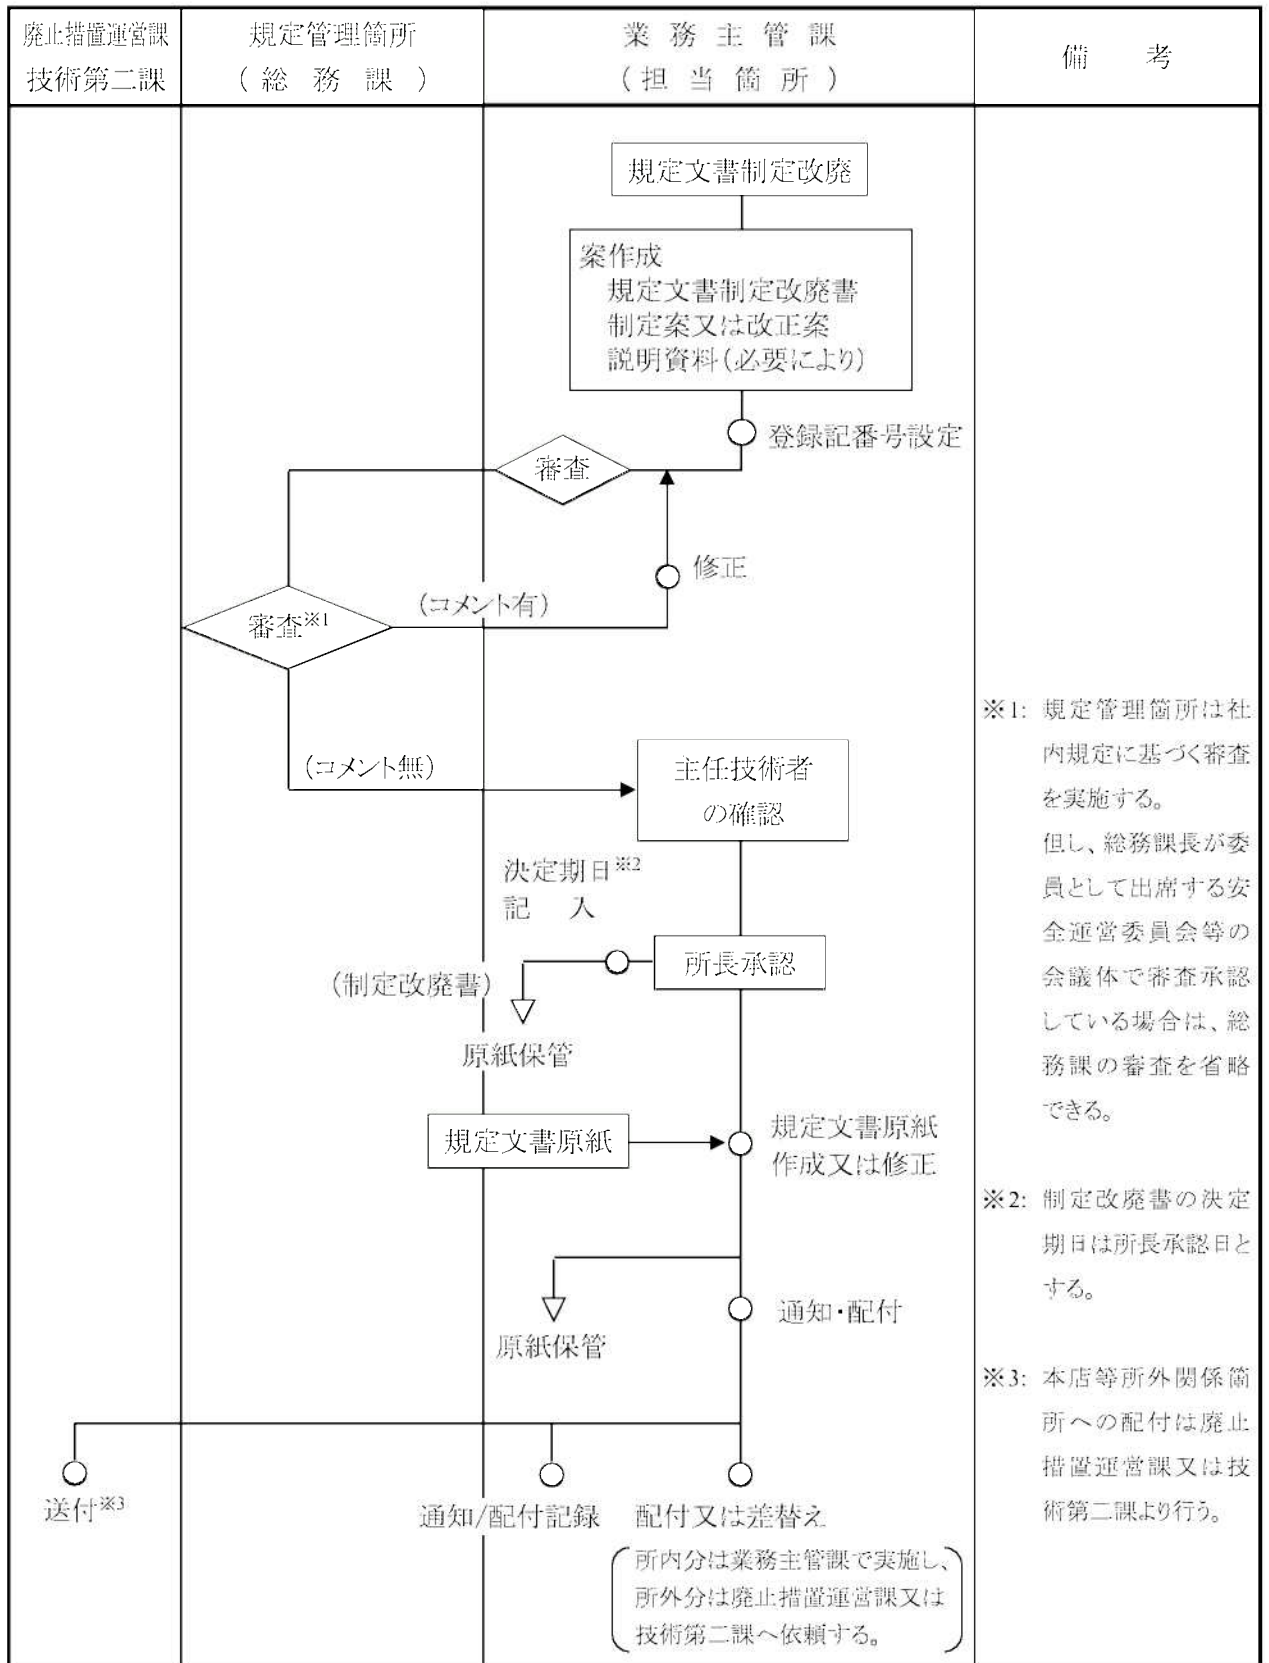 廃止措置運営課
技術第二課
規定管理箇所
(総務課)
業務主管課
(担当箇所)
備考
規定文書制定改廃
案作成
規定文書制定改廃書
制定案又は改正案
説明資料(必要により)
登録記番号設定
審査
修正
(コメント有)
審査※1
(コメント無)
主任技術者
の確認
決定期日※2
記入
所長承認
(制定改廃書)
原紙保管
規定文書原紙
規定文書原紙
作成又は修正
原紙保管
通知・配付
送付※3
通知/配付記録
配付又は差替え
所内分は業務主管課で実施し、
所外分は廃止措置運営課又は
技術第二課へ依頼する。
※1: 規定管理箇所は社
内規定に基づく審査
を実施する。
但し、総務課長が委
員として出席する安
全運営委員会等の
会議体で審査承認
している場合は、総
務課の審査を省略
できる。
※2: 制定改廃書の決定
期日は所長承認日と
する。
※3: 本店等所外関係箇
所への配付は廃止
措置運営課又は技
術第二課より行う。